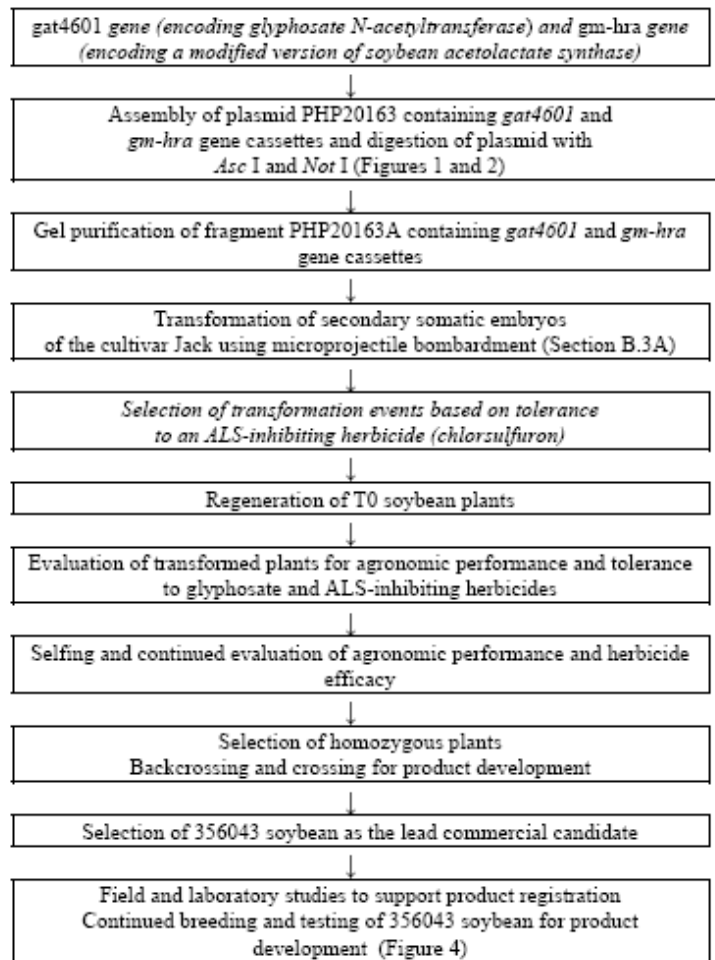 gat4601 gene (encoding glyphosate N-acetyltransferase) and gm-hra gene
(encoding a modified version of soybean acetolactate synthase)
↓
Assembly of plasmid PHP20163 containing gat4601 and
gm-hra gene cassettes and digestion of plasmid with
Asc I and Not I (Figures 1 and 2)
↓
Gel purification of fragment PHP20163A containing gat4601 and gm-hra
gene cassettes
↓
Transformation of secondary somatic embryos
of the cultivar Jack using microprojectile bombardment (Section B.3A)
↓
Selection of transformation events based on tolerance
to an ALS-inhibiting herbicide (chlorsulfuron)
↓
Regeneration of T0 soybean plants
↓
Evaluation of transformed plants for agronomic performance and tolerance
to glyphosate and ALS-inhibiting herbicides
↓
Selfing and continued evaluation of agronomic performance and herbicide
efficacy
↓
Selection of homozygous plants
Backcrossing and crossing for product development
↓
Selection of 356043 soybean as the lead commercial candidate
↓
Field and laboratory studies to support product registration
Continued breeding and testing of 356043 soybean for product
development (Figure 4)